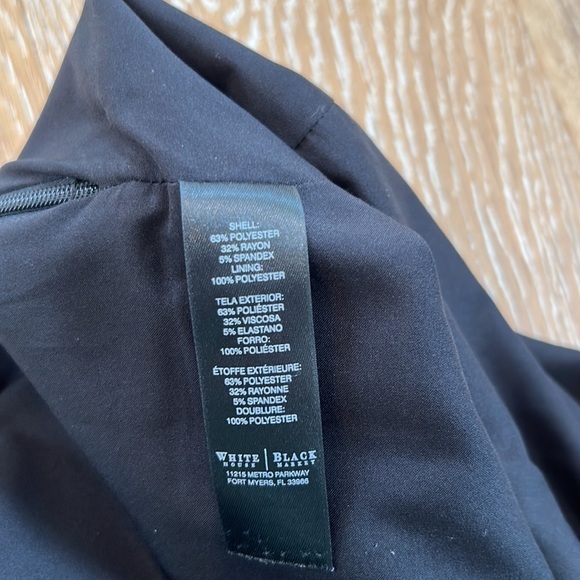 SHELL:
63% POLYESTER
32% RAYON
5% SPANDEX
LINING:
100% POLYESTER
TELA EXTERIOR:
63% POLIÉSTER
32% VISCOSA
5% ELASTANO
FORRO:
100% POLIÉSTER
ÉTOFFE EXTÉRIEURE:
63% POLYESTER
32% RAYONNE
5% SPANDEX
DOUBLURE:
100% POLYESTER
WHITE | BLACK
HOUSE | MARKET
11215 METRO PARKWAY
FORT MYERS, FL 33966